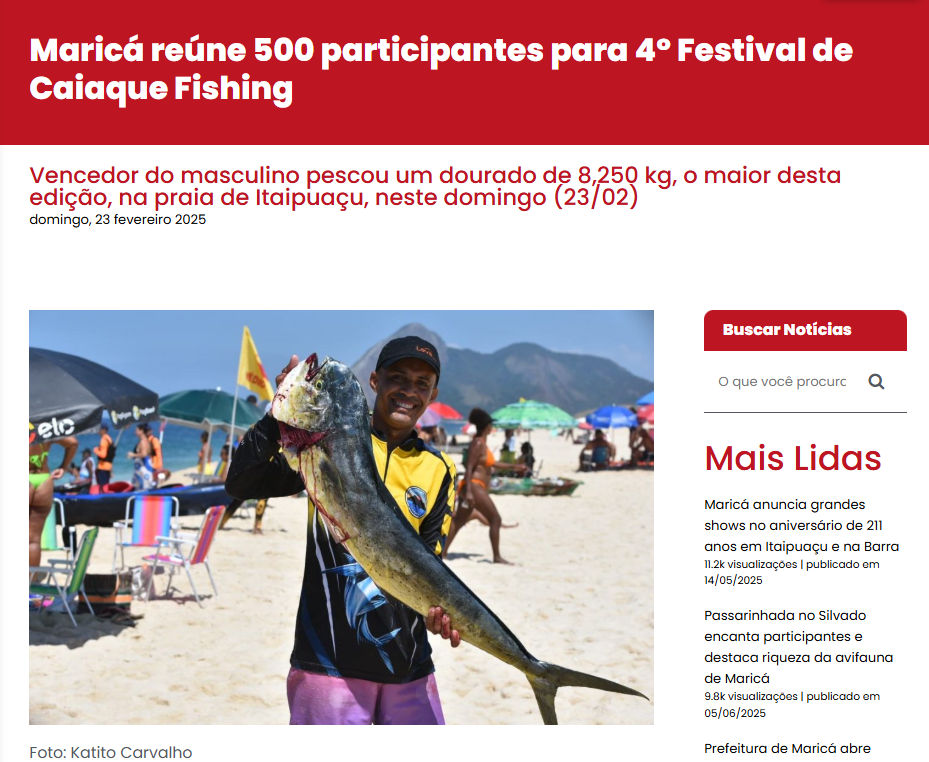 Maricá reúne 500 participantes para 4º Festival de
Caiaque Fishing
Vencedor do masculino pescou um dourado de 8,250 kg, o maior desta
edição, na praia de Itaipuaçu, neste domingo (23/02)
domingo, 23 fevereiro 2025
elo
Foto: Katito Carvalho
Buscar Notícias
O que você procurc
Mais Lidas
Maricá anuncia grandes
shows no aniversário de 211
anos em Itaipuaçu e na Barra
11.2k visualizações | publicado em
14/05/2025
Passarinhada no Silvado
encanta participantes e
destaca riqueza da avifauna
de Maricá
9.8k visualizações | publicado em
05/06/2025
Prefeitura de Maricá abre